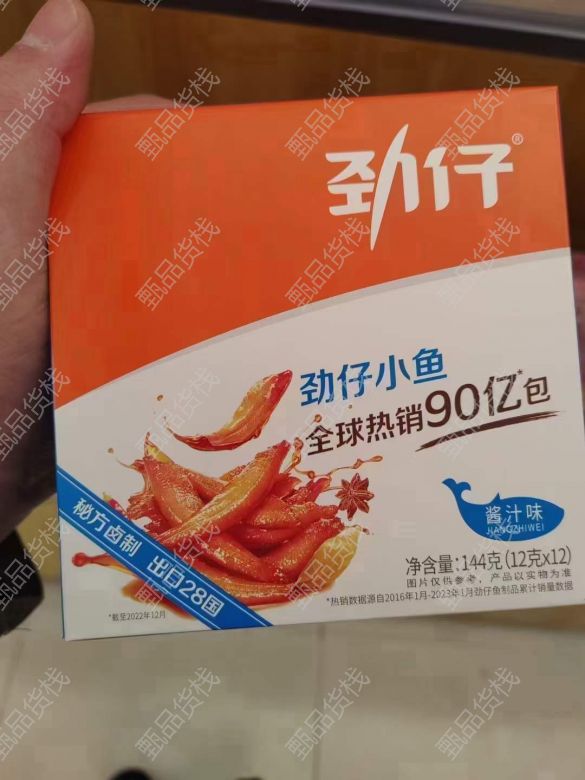 劲仔®
劲仔小鱼
全球热销90亿*包
酱汁味
JIANGZHIWEI
秘方卤制 出口28国
净含量:144克(12克x12)
图片仅供参考，产品以实物为准
*热销数据源自2016年1月-2023年1月劲仔鱼制品累计销量数据
*截至2022年12月
甄品货栈